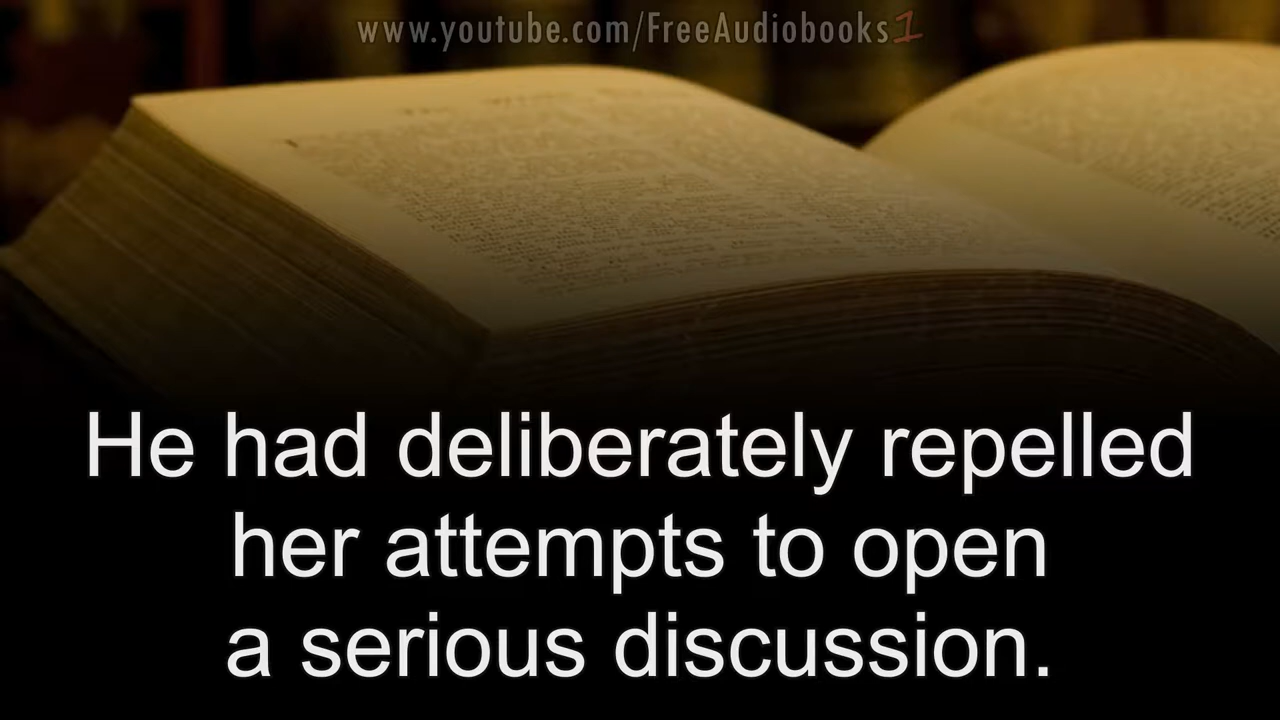 www.youtube.com/FreeAudiobooks1
He had deliberately repelled
her attempts to open
a serious discussion.